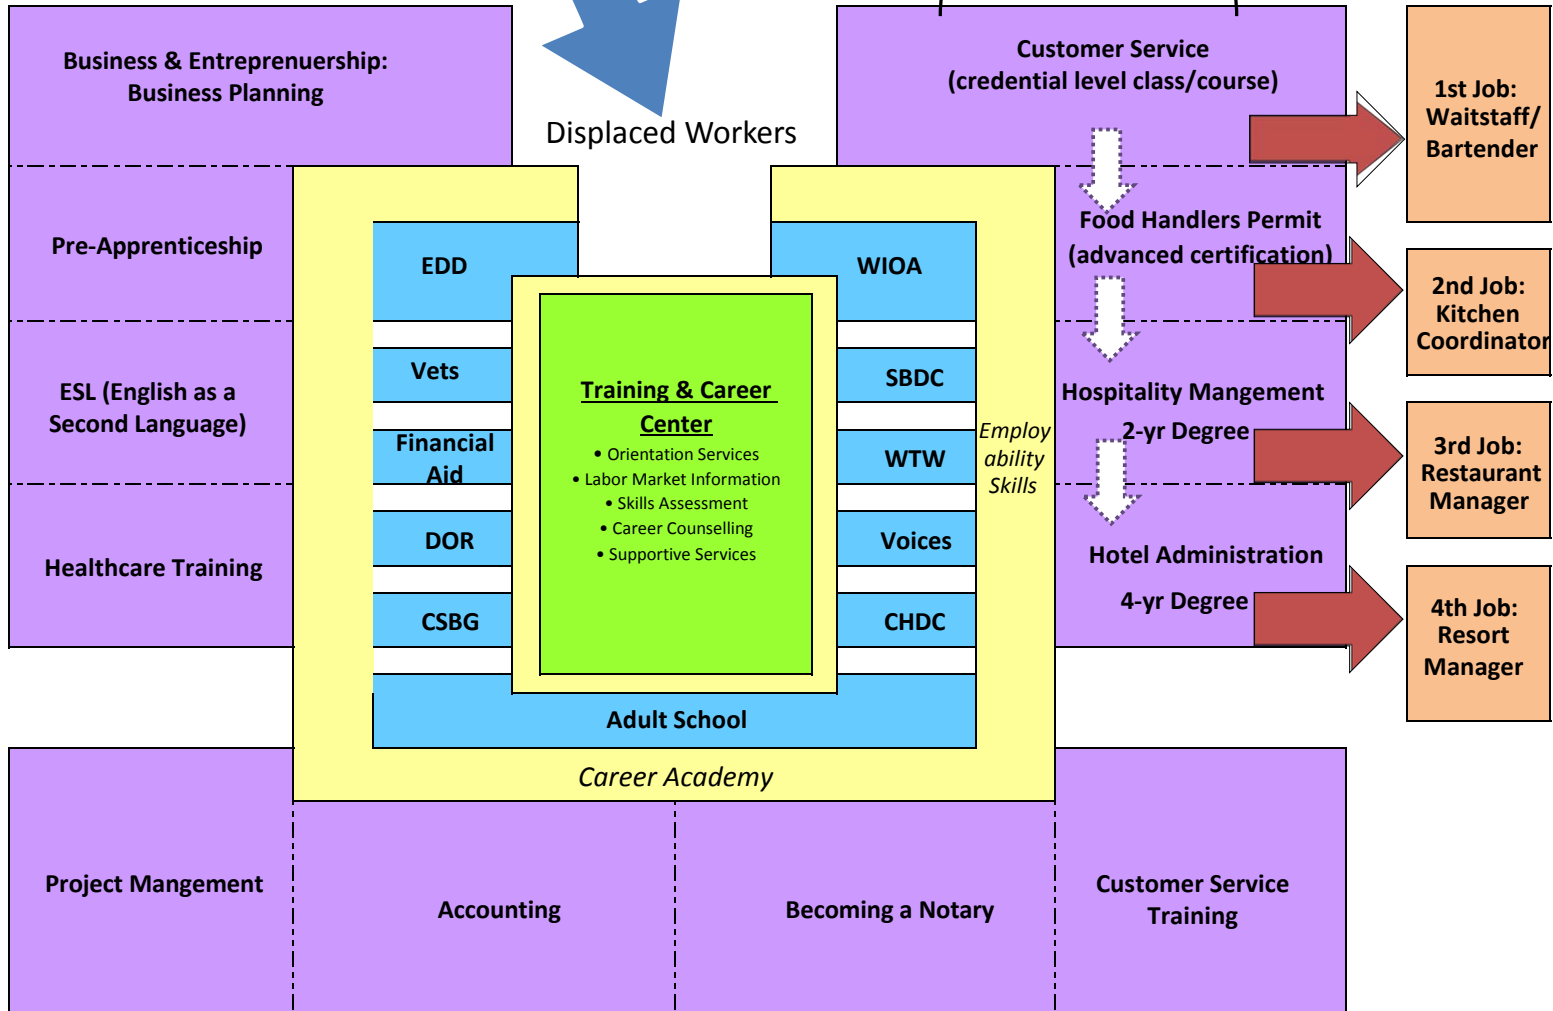 Business & Entreprenuership:
Business Planning
Displaced Workers
Customer Service
(credential level class/course)
1st Job:
Waitstaff/
Bartender
Pre-Apprenticeship
EDD
WIOA
Food Handlers Permit
(advanced certification)
2nd Job:
Kitchen
Coordinator
ESL (English as a
Second Language)
Vets
Financial
Aid
Training & Career
Center
• Orientation Services
• Labor Market Information
• Skills Assessment
• Career Counselling
• Supportive Services
SBDC
WTW
Employ
ability
Skills
Hospitality Mangement
2-yr Degree
3rd Job:
Restaurant
Manager
Healthcare Training
DOR
CSBG
Voices
CHDC
Hotel Administration
4-yr Degree
4th Job:
Resort
Manager
Adult School
Career Academy
Project Mangement
Accounting
Becoming a Notary
Customer Service
Training